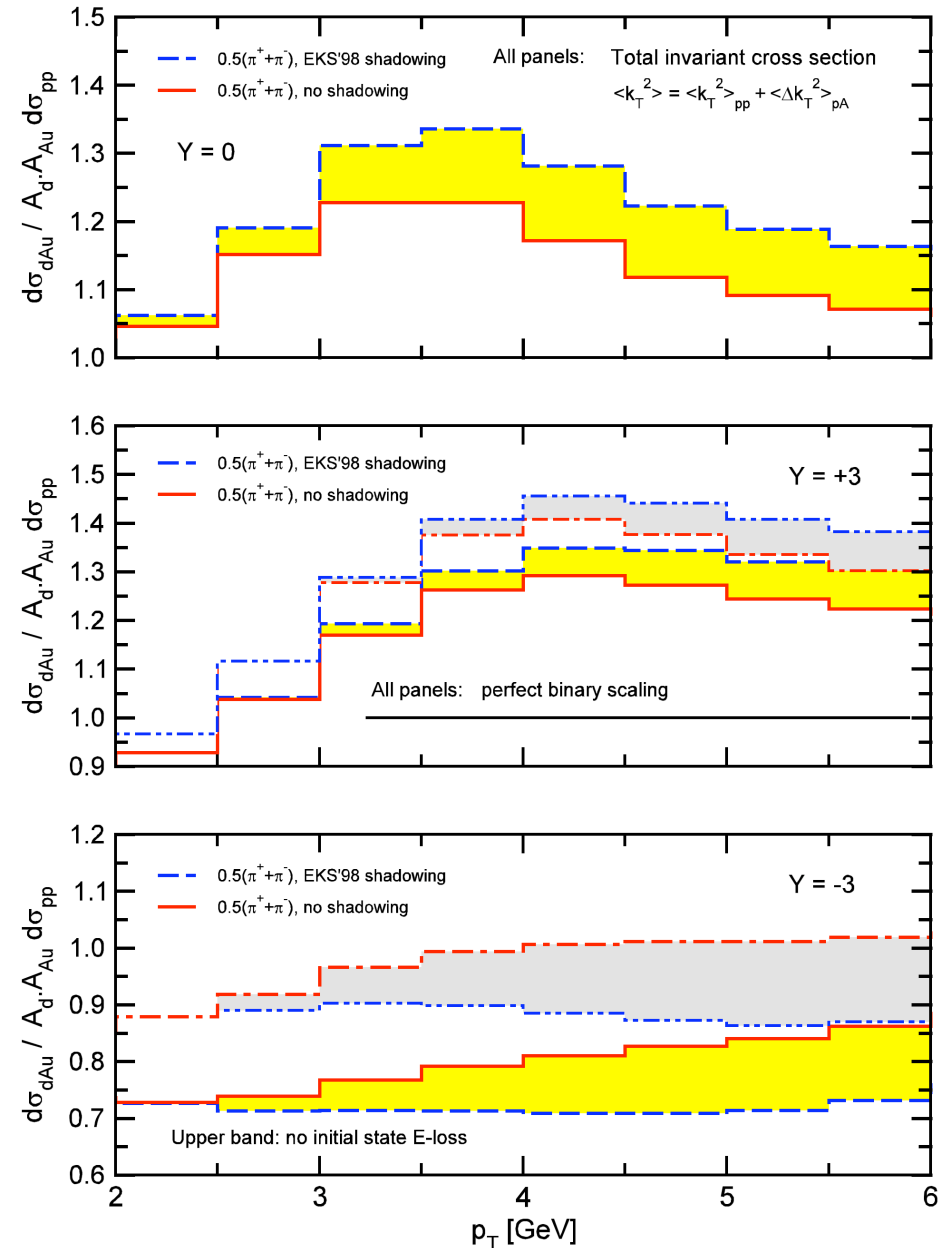 1.5
0.5(π⁺+π⁻), EKS'98 shadowing
0.5(π⁺+π⁻), no shadowing
All panels: Total invariant cross section
<k_T²> = <k_T²>_pp + <Δk_T²>_pA
Y = 0
1.4
1.3
1.2
1.1
1.0
dσ_dAu / A_d.A_Au dσ_pp
1.6
0.5(π⁺+π⁻), EKS'98 shadowing
0.5(π⁺+π⁻), no shadowing
Y = +3
1.5
1.4
1.3
1.2
1.1
1.0
0.9
dσ_dAu / A_d.A_Au dσ_pp
All panels: perfect binary scaling
1.2
0.5(π⁺+π⁻), EKS'98 shadowing
0.5(π⁺+π⁻), no shadowing
Y = -3
1.1
1.0
0.9
0.8
0.7
0.6
dσ_dAu / A_d.A_Au dσ_pp
Upper band: no initial state E-loss
2 3 4 5 6
p_T [GeV]